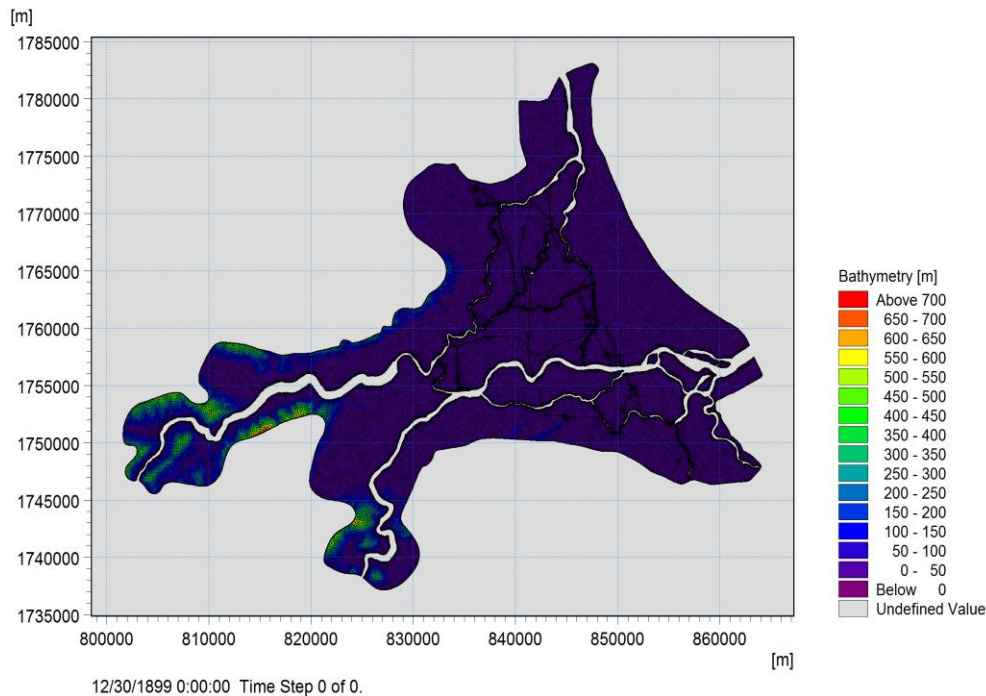 [m]
1785000
1780000
1775000
1770000
1765000
1760000
1755000
1750000
1745000
1740000
1735000
800000 810000 820000 830000 840000 850000 860000
[m]
12/30/1899 0:00:00 Time Step 0 of 0.
Bathymetry [m]
Above 700
650 - 700
600 - 650
550 - 600
500 - 550
450 - 500
400 - 450
350 - 400
300 - 350
250 - 300
200 - 250
150 - 200
100 - 150
50 - 100
0 - 50
Below 0
Undefined Value